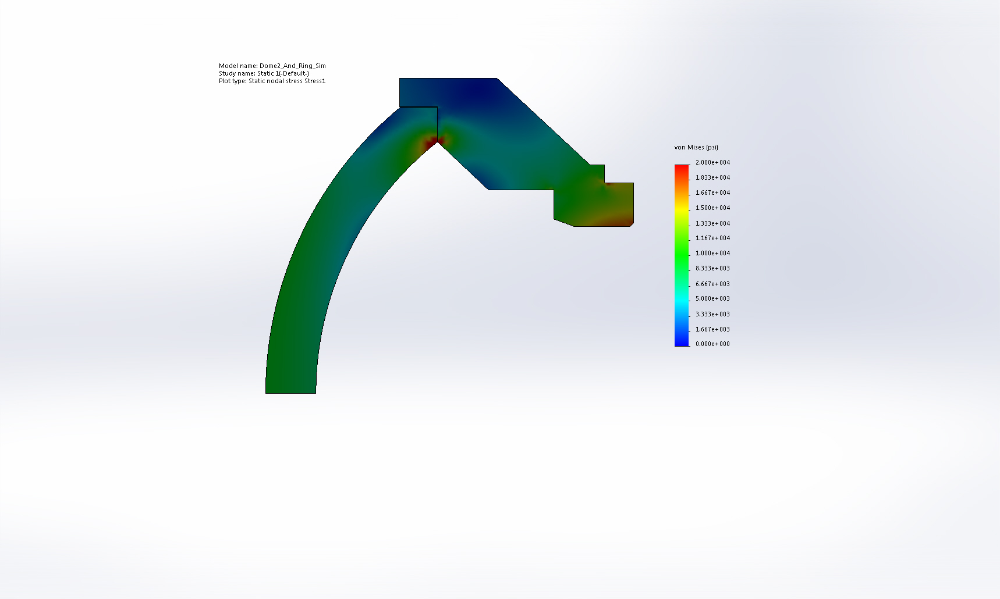 Model name: Dome2_And_Ring_Sim
Study name: Static 1(-Default-)
Plot type: Static nodal stress Stress1
von Mises (psi)
2.000e+004
1.833e+004
1.667e+004
1.500e+004
1.333e+004
1.167e+004
1.000e+004
8.333e+003
6.667e+003
5.000e+003
3.333e+003
1.667e+003
0.000e+000